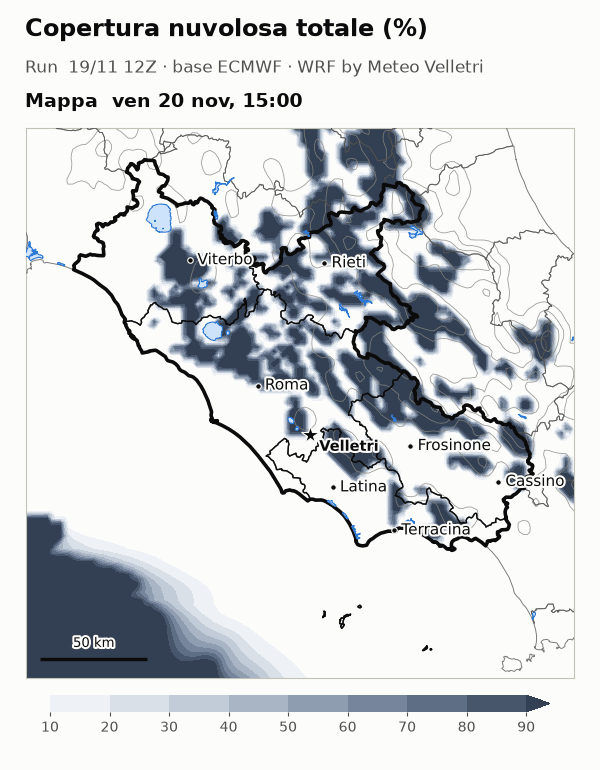 Copertura nuvolosa totale (%)
Run  19/11 12Z · base ECMWF · WRF by Meteo Velletri
Mappa  ven 20 nov, 15:00
Viterbo
Rieti
Roma
Velletri
Frosinone
Cassino
Latina
Terracina
50 km
10 20 30 40 50 60 70 80 90